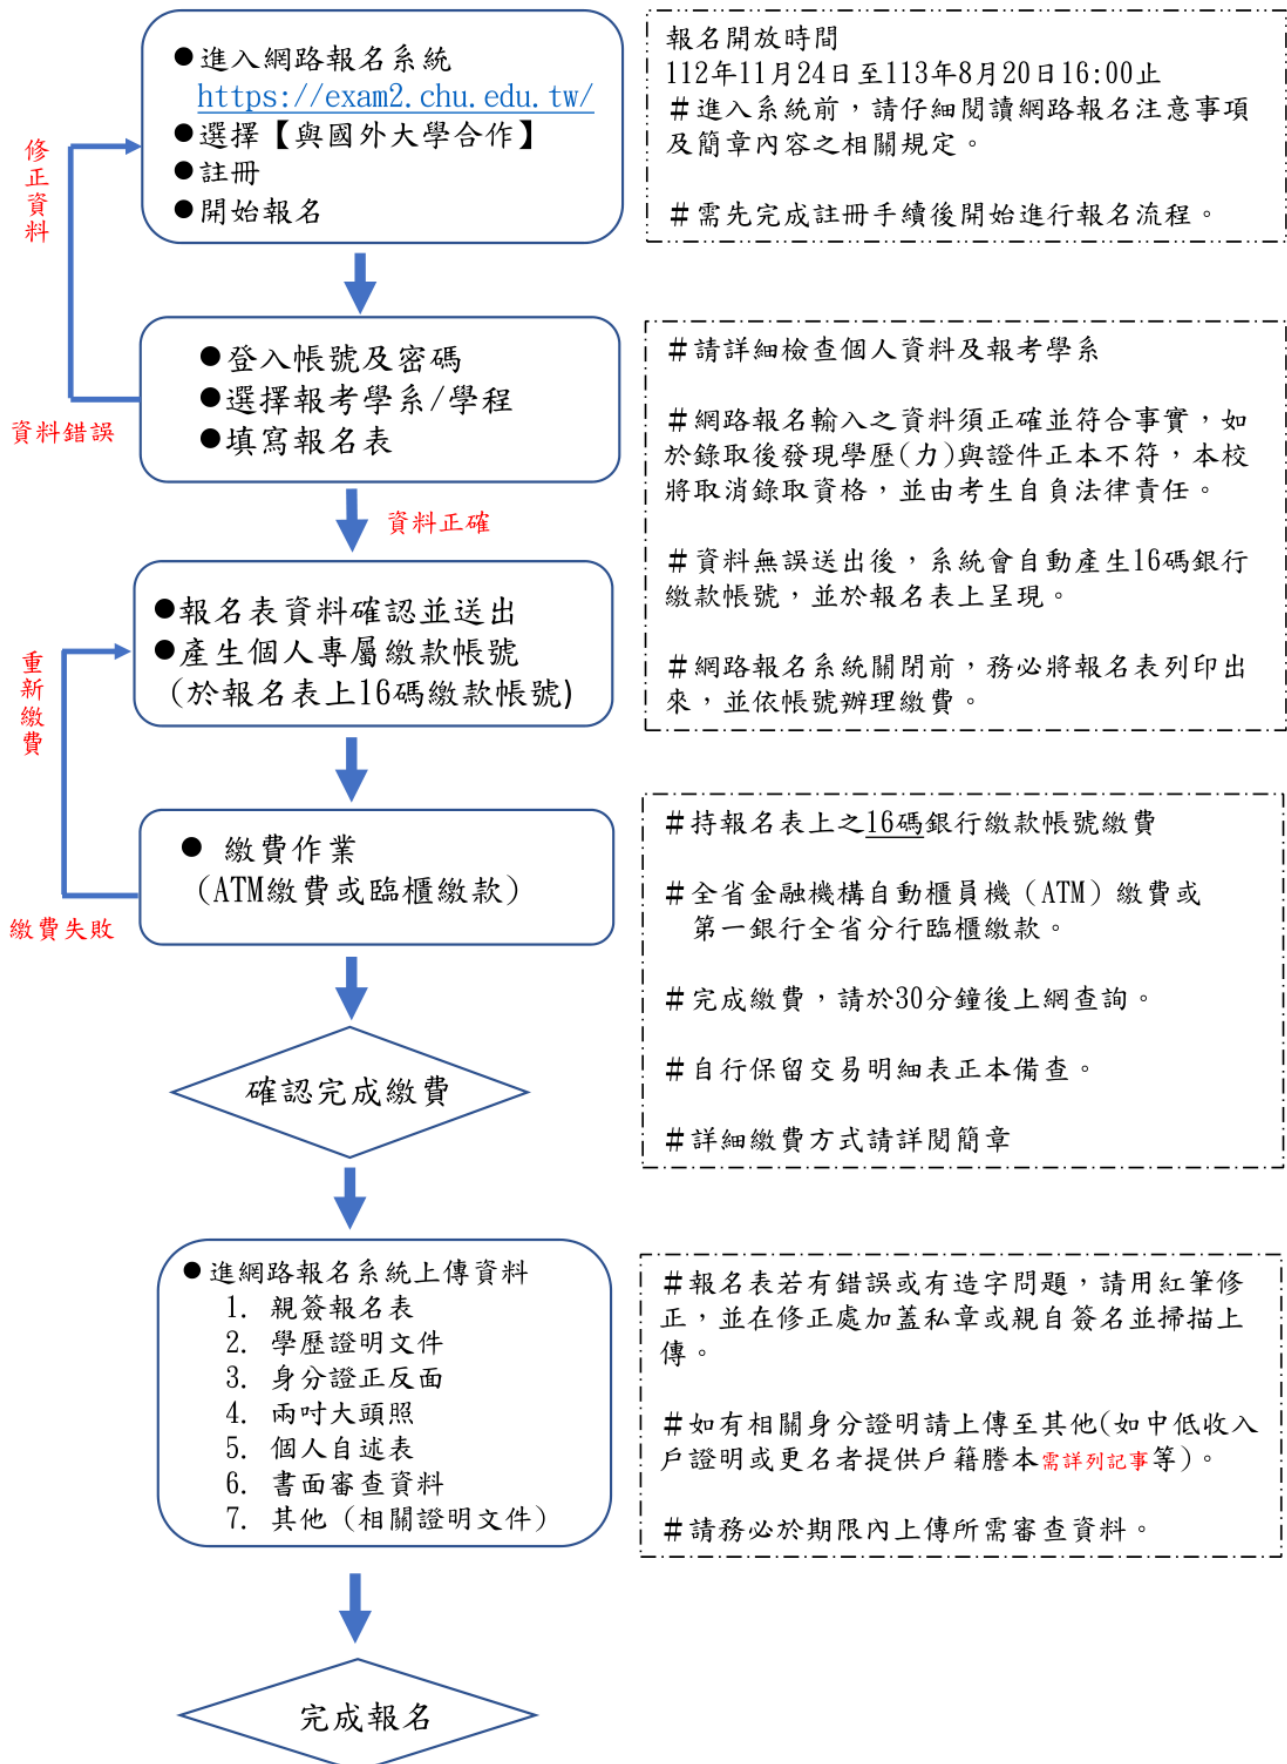 ●進入網路報名系統
https://exam2.chu.edu.tw/
●選擇【與國外大學合作】
●註冊
●開始報名
報名開放時間
112年11月24日至113年8月20日16:00止
＃進入系統前，請仔細閱讀網路報名注意事項
及簡章內容之相關規定。
＃需先完成註冊手續後開始進行報名流程。
修正資料
資料錯誤
●登入帳號及密碼
●選擇報考學系/學程
●填寫報名表
資料正確
＃請詳細檢查個人資料及報考學系
＃網路報名輸入之資料須正確並符合事實，如
於錄取後發現學歷(力)與證件正本不符，本校
將取消錄取資格，並由考生自負法律責任。
＃資料無誤送出後，系統會自動產生16碼銀行
繳款帳號，並於報名表上呈現。
＃網路報名系統關閉前，務必將報名表列印出
來，並依帳號辦理繳費。
●報名表資料確認並送出
●產生個人專屬繳款帳號
(於報名表上16碼繳款帳號)
重新繳費
繳費失敗
● 繳費作業
(ATM繳費或臨櫃繳款)
＃持報名表上之16碼銀行繳款帳號繳費
＃全省金融機構自動櫃員機（ATM）繳費或
第一銀行全省分行臨櫃繳款。
＃完成繳費，請於30分鐘後上網查詢。
＃自行保留交易明細表正本備查。
＃詳細繳費方式請詳閱簡章
確認完成繳費
●進網路報名系統上傳資料
1. 親簽報名表
2. 學歷證明文件
3. 身分證正反面
4. 兩吋大頭照
5. 個人自述表
6. 書面審查資料
7. 其他（相關證明文件）
＃報名表若有錯誤或有造字問題，請用紅筆修
正，並在修正處加蓋私章或親自簽名並掃描上
傳。
＃如有相關身分證明請上傳至其他(如中低收入
戶證明或更名者提供戶籍謄本需詳列記事等)。
＃請務必於期限內上傳所需審查資料。
完成報名